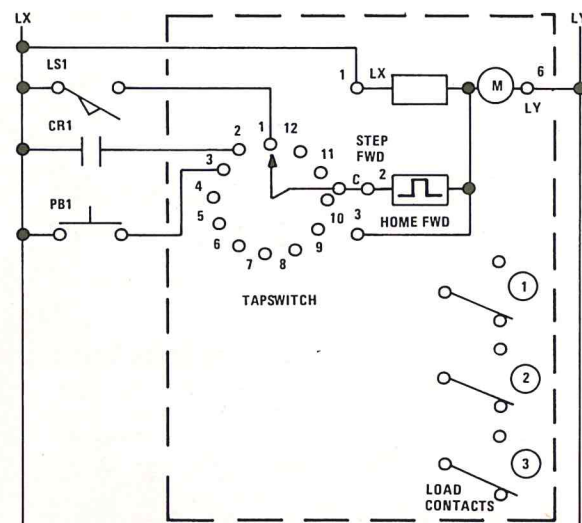 LX
LY
LS1
1
LX
M
6
LY
CR1
2
1
12
11
STEP
FWD
3
C
2
4
PB1
5
10
3
HOME FWD
6
9
7
8
TAPSWITCH
1
2
3
LOAD
CONTACTS